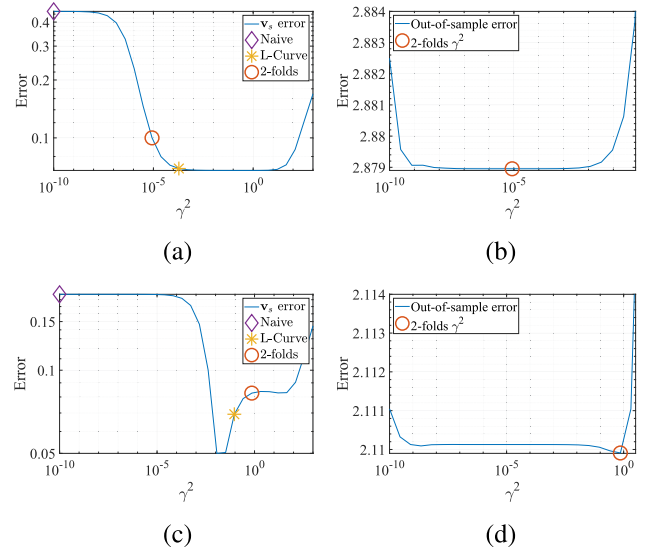 0.4
0.3
0.2
0.1
Error
10^-10
10^-5
10^0
γ^2
v_s error
Naive
L-Curve
2-folds
(a)
2.884
2.883
2.882
2.881
2.88
2.879
Error
10^-10
10^-5
10^0
γ^2
Out-of-sample error
2-folds γ^2
(b)
0.15
0.1
0.05
Error
10^-10
10^-5
10^0
γ^2
v_s error
Naive
L-Curve
2-folds
(c)
2.114
2.113
2.112
2.111
2.11
Error
10^-10
10^-5
10^0
γ^2
Out-of-sample error
2-folds γ^2
(d)